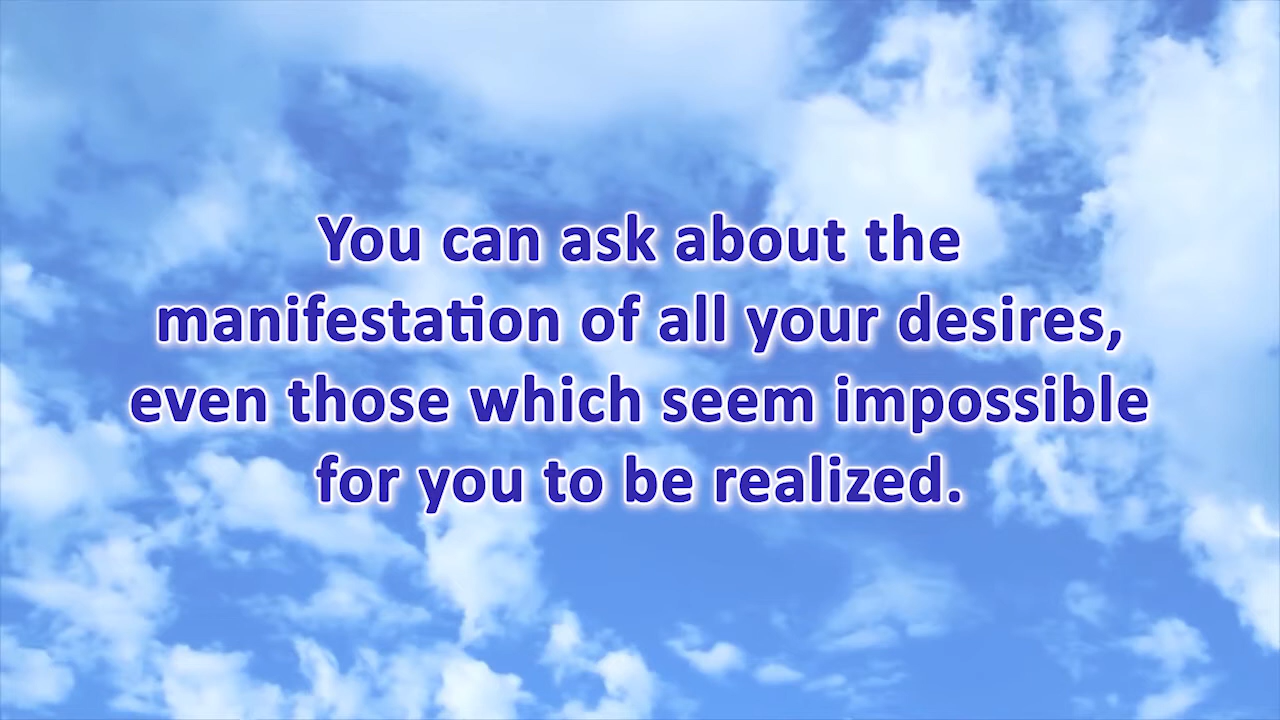 You can ask about the
manifestation of all your desires,
even those which seem impossible
for you to be realized.